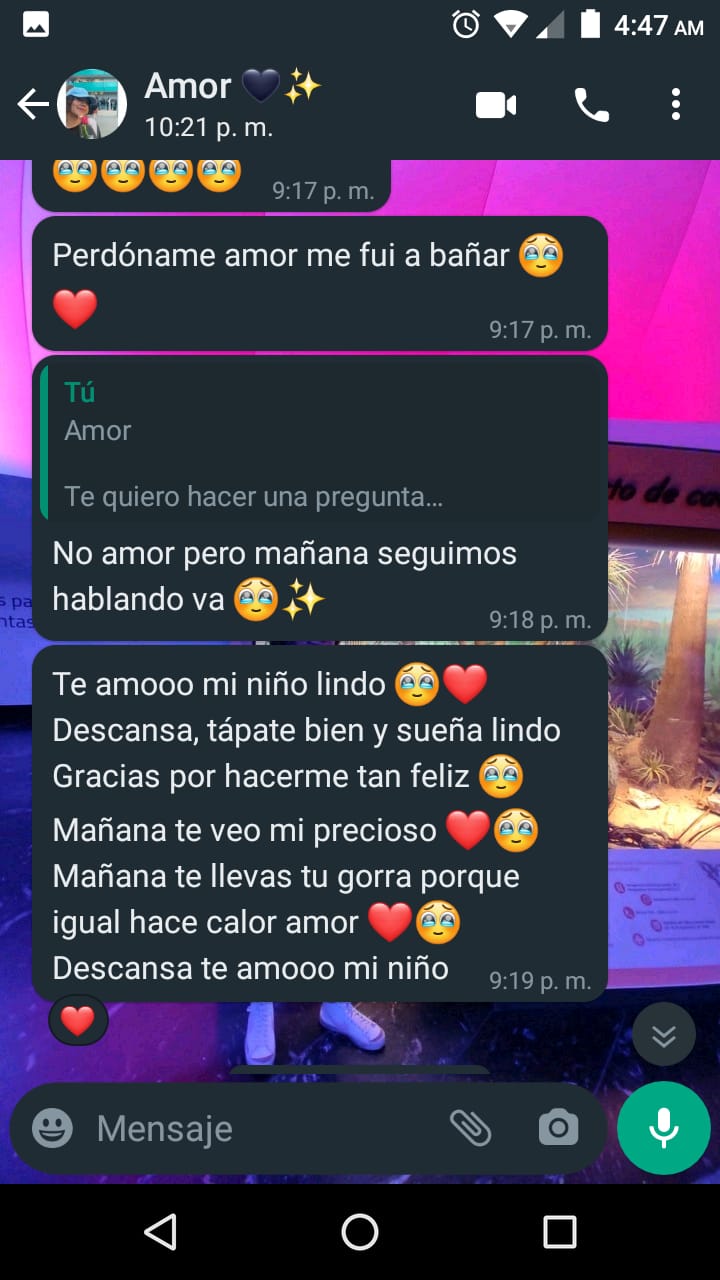 4:47 AM
Amor 🖤✨
10:21 p. m.
🥹🥹🥹🥹 9:17 p. m.
Perdóname amor me fui a bañar 🥹
❤️
9:17 p. m.
Tú
Amor
Te quiero hacer una pregunta...
No amor pero mañana seguimos
hablando va 🥹✨
9:18 p. m.
Te amooo mi niño lindo 🥹❤️
Descansa, tápate bien y sueña lindo
Gracias por hacerme tan feliz 🥹
Mañana te veo mi precioso ❤️🥹
Mañana te llevas tu gorra porque
igual hace calor amor ❤️🥹
Descansa te amooo mi niño 9:19 p. m.
❤️
Mensaje